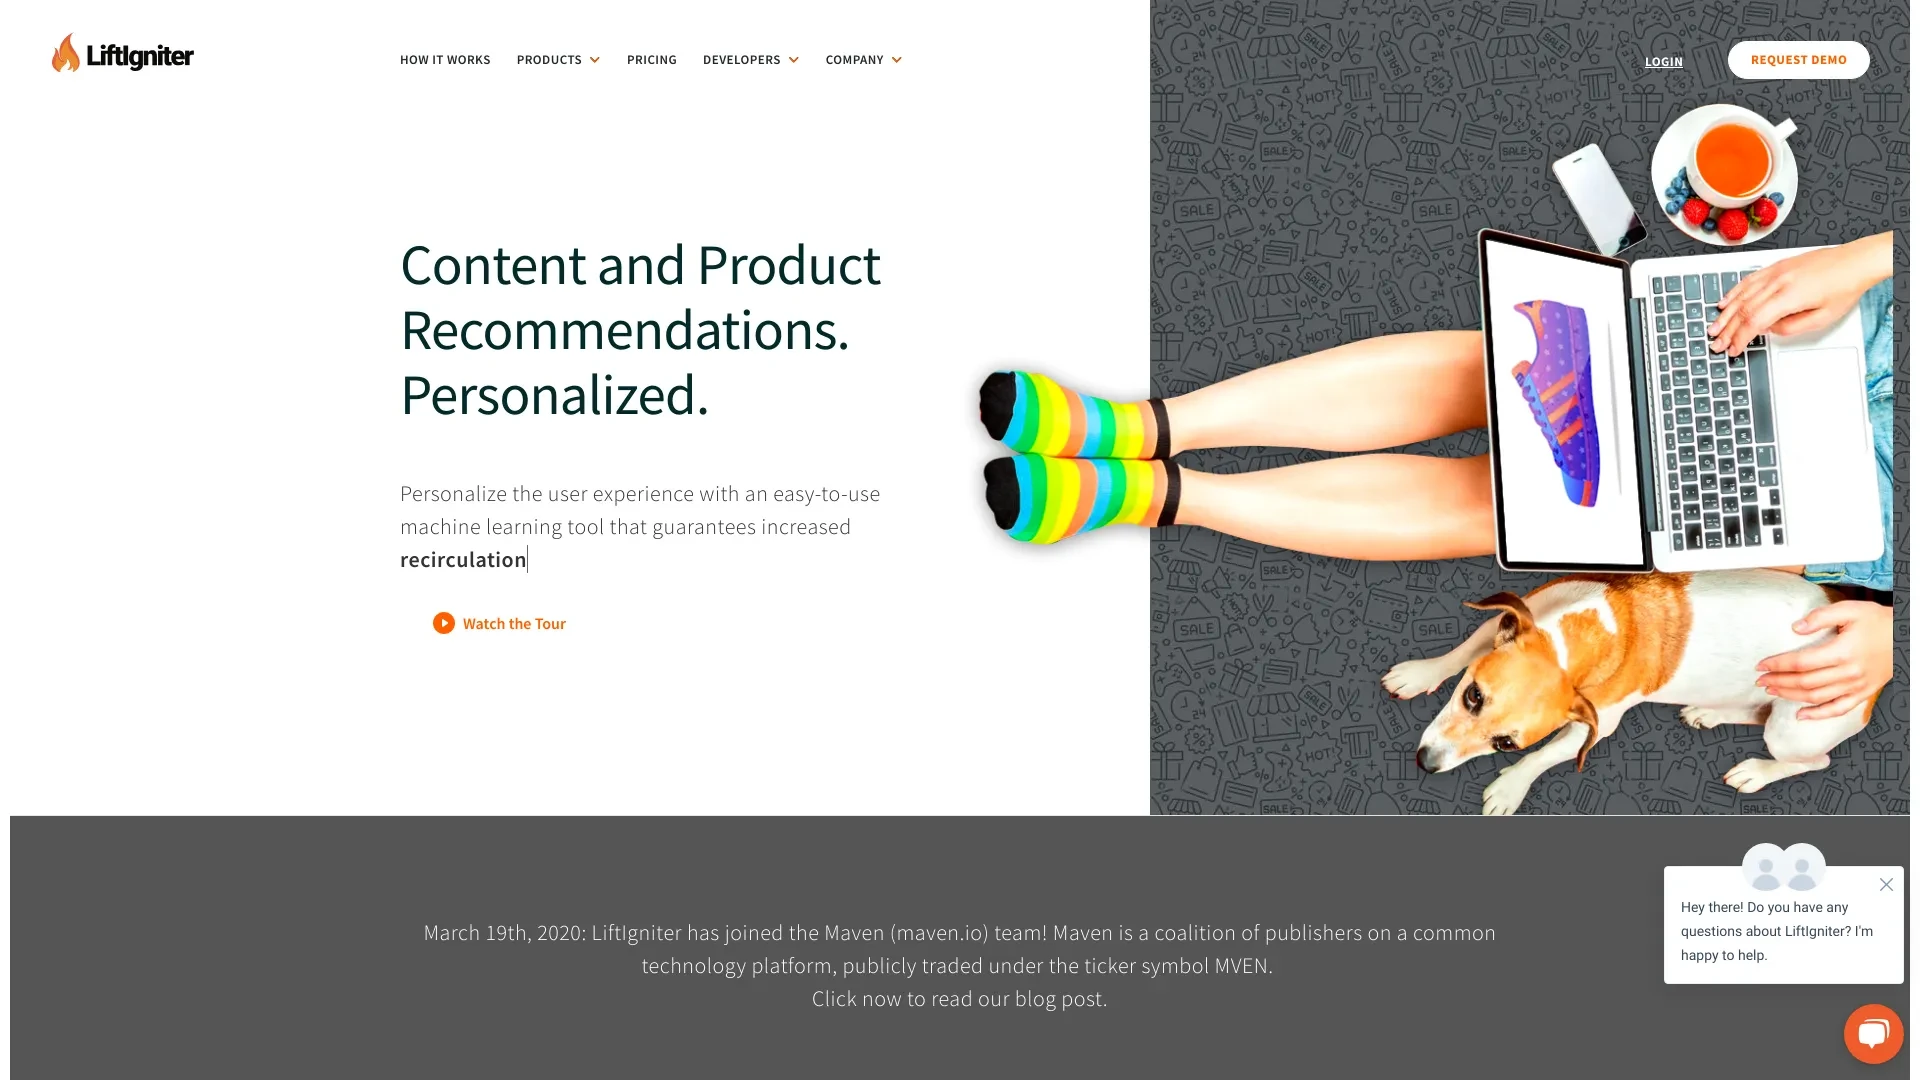 LiftIgniter
HOW IT WORKS
PRODUCTS
PRICING
DEVELOPERS
COMPANY
LOGIN
REQUEST DEMO
Content and Product
Recommendations.
Personalized.
Personalize the user experience with an easy-to-use
machine learning tool that guarantees increased
recirculation
Watch the Tour
SALE
HOT!
24
March 19th, 2020: LiftIgniter has joined the Maven (maven.io) team! Maven is a coalition of publishers on a common
technology platform, publicly traded under the ticker symbol MVEN.
Click now to read our blog post.
Hey there! Do you have any
questions about LiftIgniter? I'm
happy to help.